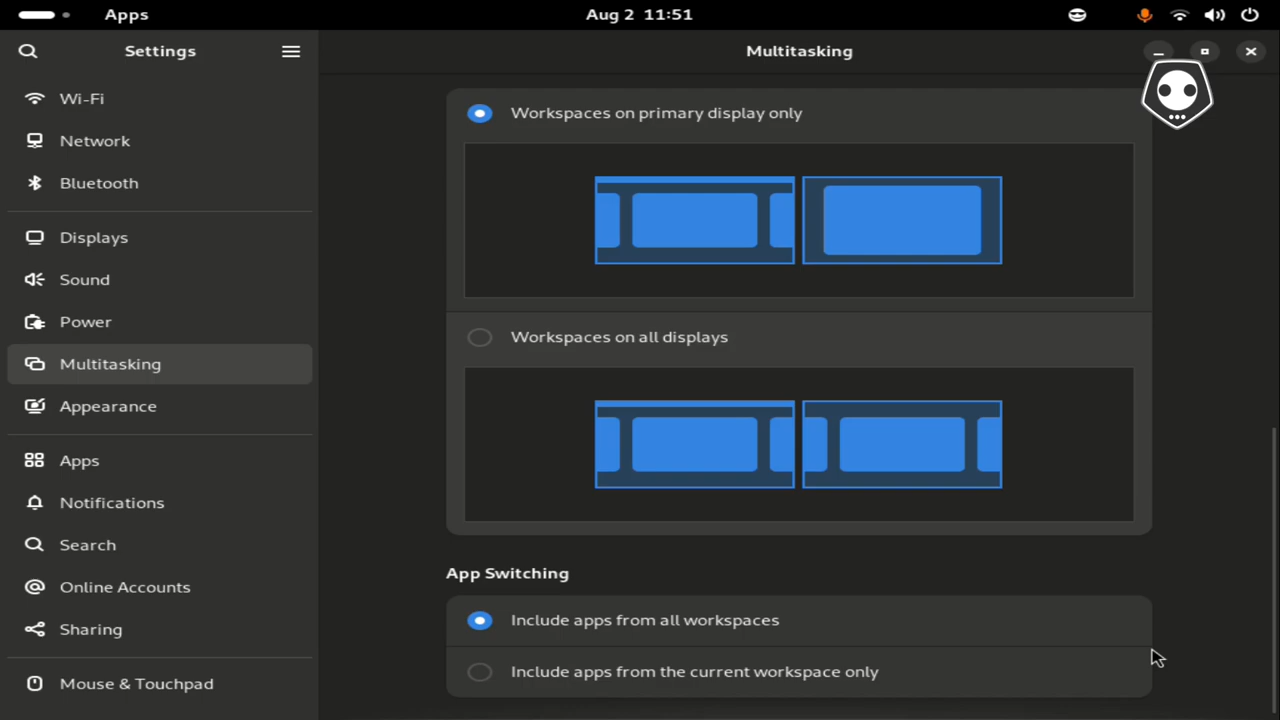 Apps
Aug 2 11:51
Settings
Multitasking
Wi-Fi
Network
Bluetooth
Displays
Sound
Power
Multitasking
Appearance
Apps
Notifications
Search
Online Accounts
Sharing
Mouse & Touchpad
Workspaces on primary display only
Workspaces on all displays
App Switching
Include apps from all workspaces
Include apps from the current workspace only